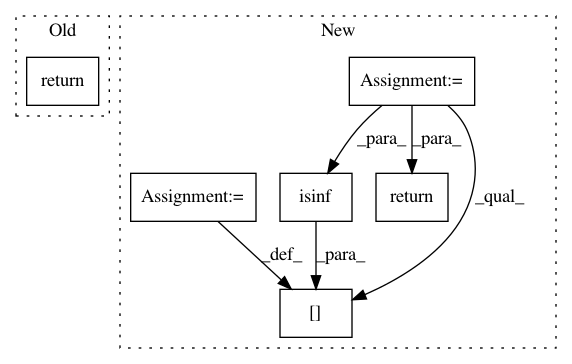 Old
New
return
Assignment:=
_para_
_para_
Assignment:=
isinf
return
_qual_
_def_
_para_
[]